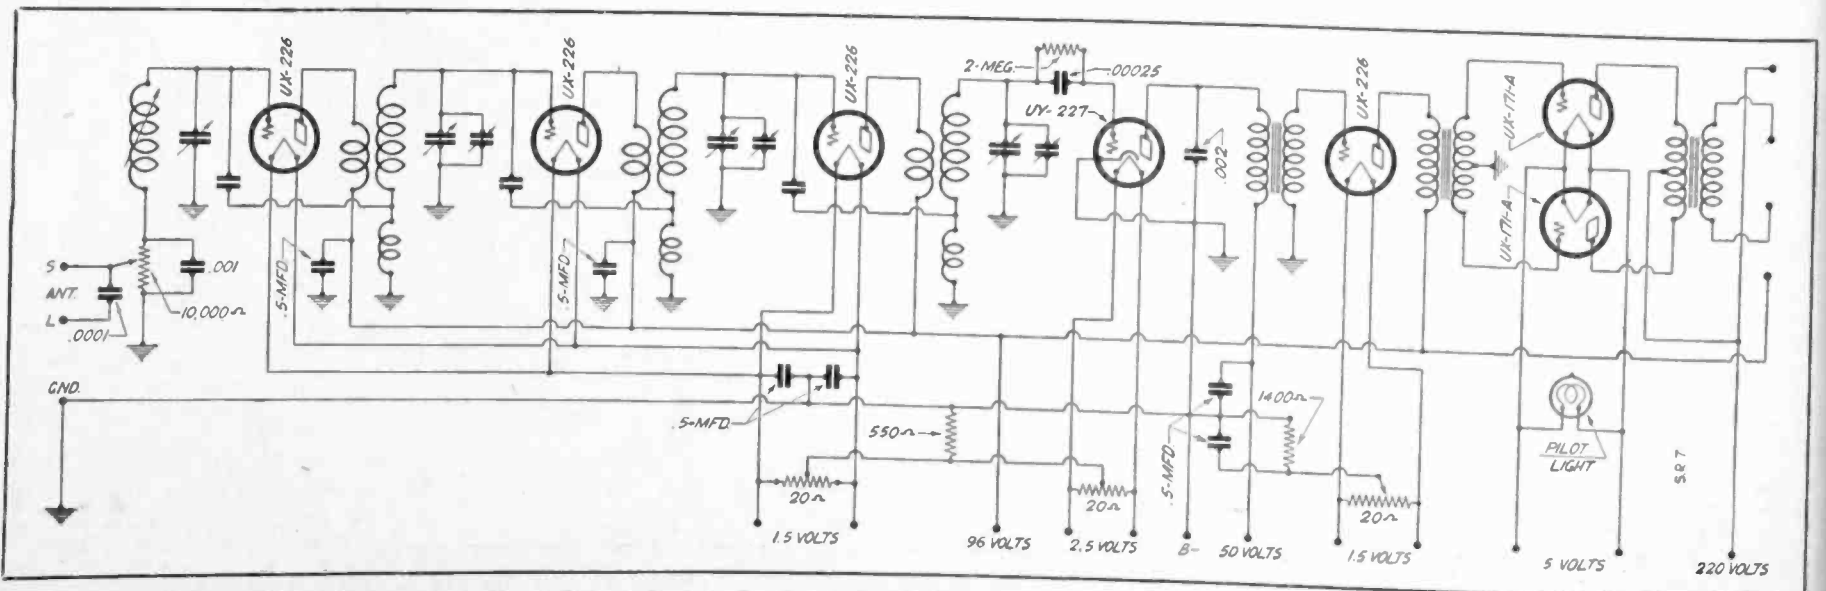 UX-226
UX-226
UX-226
2-MEG.
.00025
UY-227
.002
UX-226
UX-171-A
UX-171-A
S
ANT.
L
.0001
.001
10,000Ω
.5-MFD.
.5-MFD.
GND.
.5-MFD.
550Ω
20Ω
1.5 VOLTS
96 VOLTS
20Ω
2.5 VOLTS
.5-MFD.
B-
1400Ω
50 VOLTS
20Ω
1.5 VOLTS
PILOT
LIGHT
S.R.T.
5 VOLTS
220 VOLTS